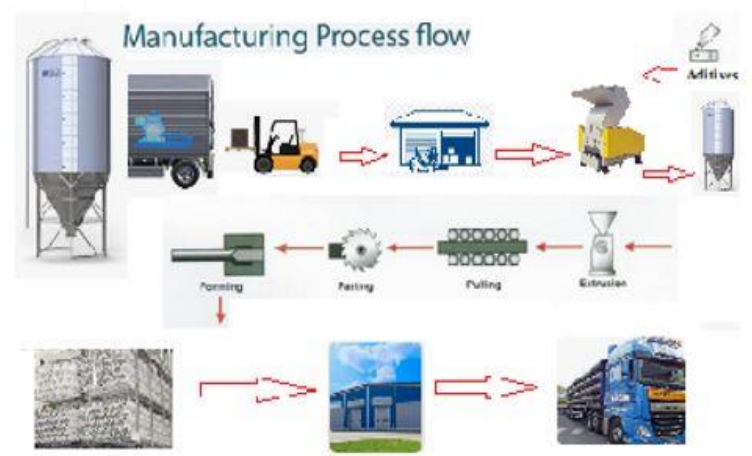 Manufacturing Process flow
Aditives
Forming
Parting
Pulling
Extrusion